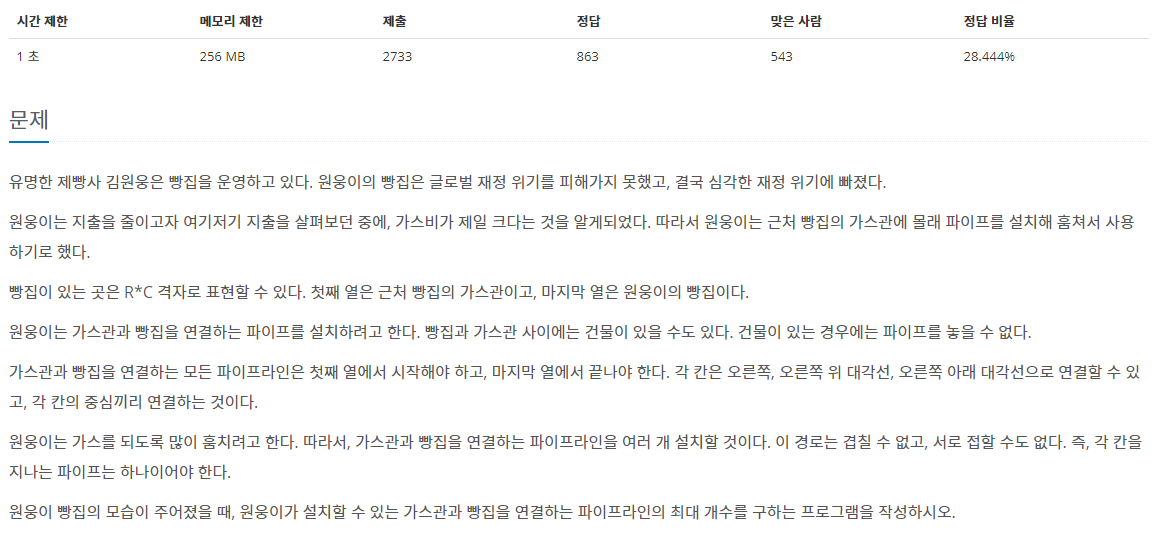 시간 제한 메모리 제한 제출 정답 맞은 사람 정답 비율
1 초 256 MB 2733 863 543 28.444%
문제
유명한 제빵사 김원웅은 빵집을 운영하고 있다. 원웅이의 빵집은 글로벌 재정 위기를 피해가지 못했고, 결국 심각한 재정 위기에 빠졌다.
원웅이는 지출을 줄이고자 여기저기 지출을 살펴보던 중에, 가스비가 제일 크다는 것을 알게되었다. 따라서 원웅이는 근처 빵집의 가스관에 몰래 파이프를 설치해 훔쳐서 사용
하기로 했다.
빵집이 있는 곳은 R*C 격자로 표현할 수 있다. 첫째 열은 근처 빵집의 가스관이고, 마지막 열은 원웅이의 빵집이다.
원웅이는 가스관과 빵집을 연결하는 파이프를 설치하려고 한다. 빵집과 가스관 사이에는 건물이 있을 수도 있다. 건물이 있는 경우에는 파이프를 놓을 수 없다.
가스관과 빵집을 연결하는 모든 파이프라인은 첫째 열에서 시작해야 하고, 마지막 열에서 끝나야 한다. 각 칸은 오른쪽, 오른쪽 위 대각선, 오른쪽 아래 대각선으로 연결할 수 있
고, 각 칸의 중심끼리 연결하는 것이다.
원웅이는 가스를 되도록 많이 훔치려고 한다. 따라서, 가스관과 빵집을 연결하는 파이프라인을 여러 개 설치할 것이다. 이 경로는 겹칠 수 없고, 서로 접할 수도 없다. 즉, 각 칸을
지나는 파이프는 하나이어야 한다.
원웅이 빵집의 모습이 주어졌을 때, 원웅이가 설치할 수 있는 가스관과 빵집을 연결하는 파이프라인의 최대 개수를 구하는 프로그램을 작성하시오.